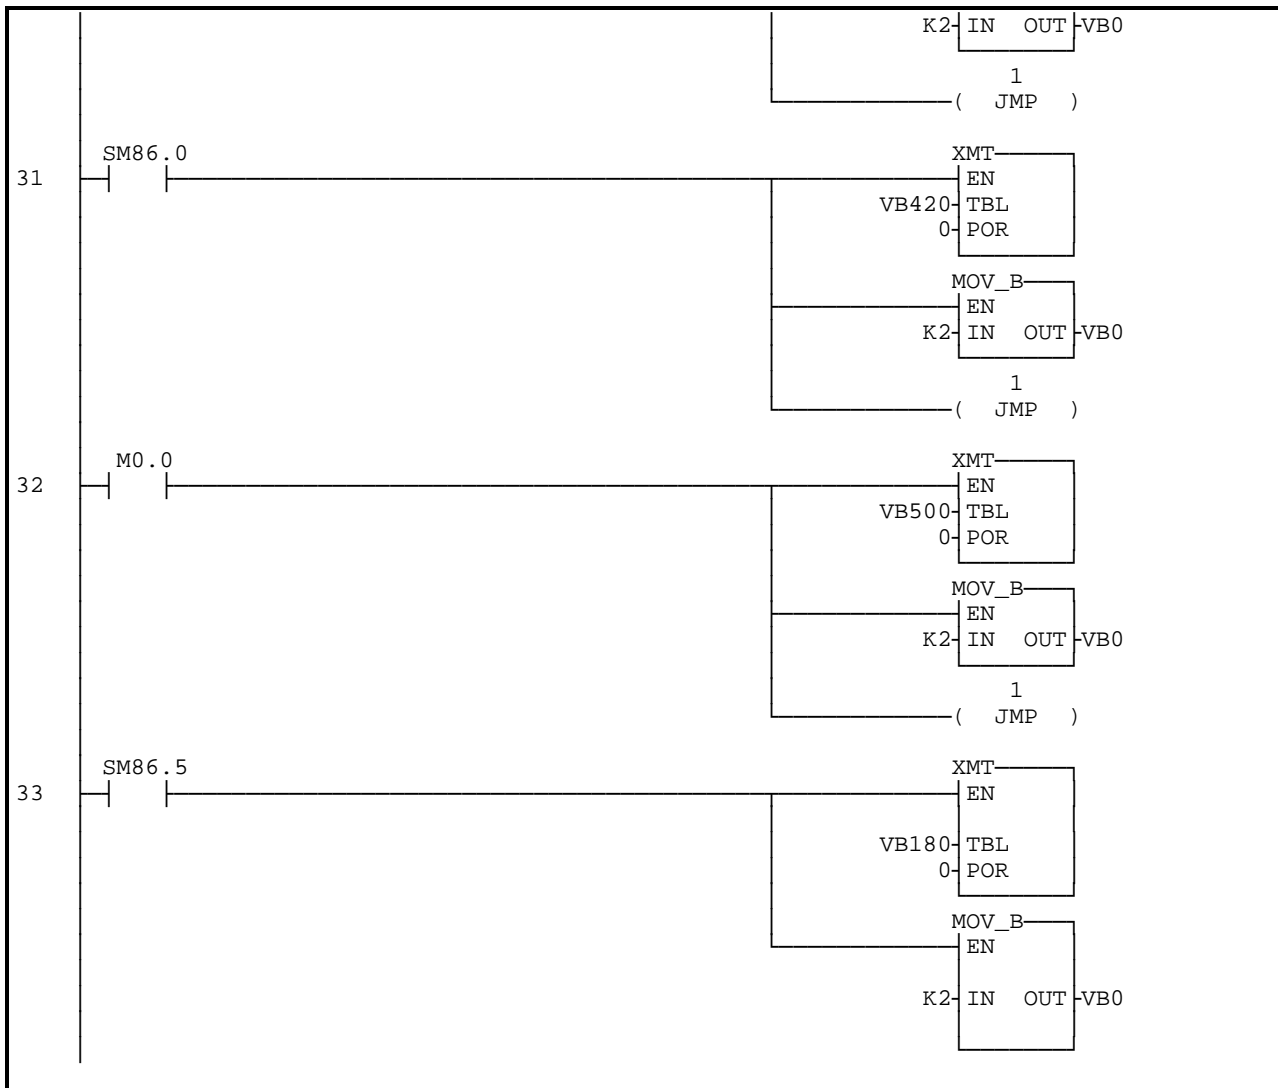 K2 IN OUT VB0
1
( JMP )
SM86.0 XMT
31 EN
VB420 TBL
0 POR
MOV_B
EN
K2 IN OUT VB0
1
( JMP )
M0.0 XMT
32 EN
VB500 TBL
0 POR
MOV_B
EN
K2 IN OUT VB0
1
( JMP )
SM86.5 XMT
33 EN
VB180 TBL
0 POR
MOV_B
EN
K2 IN OUT VB0